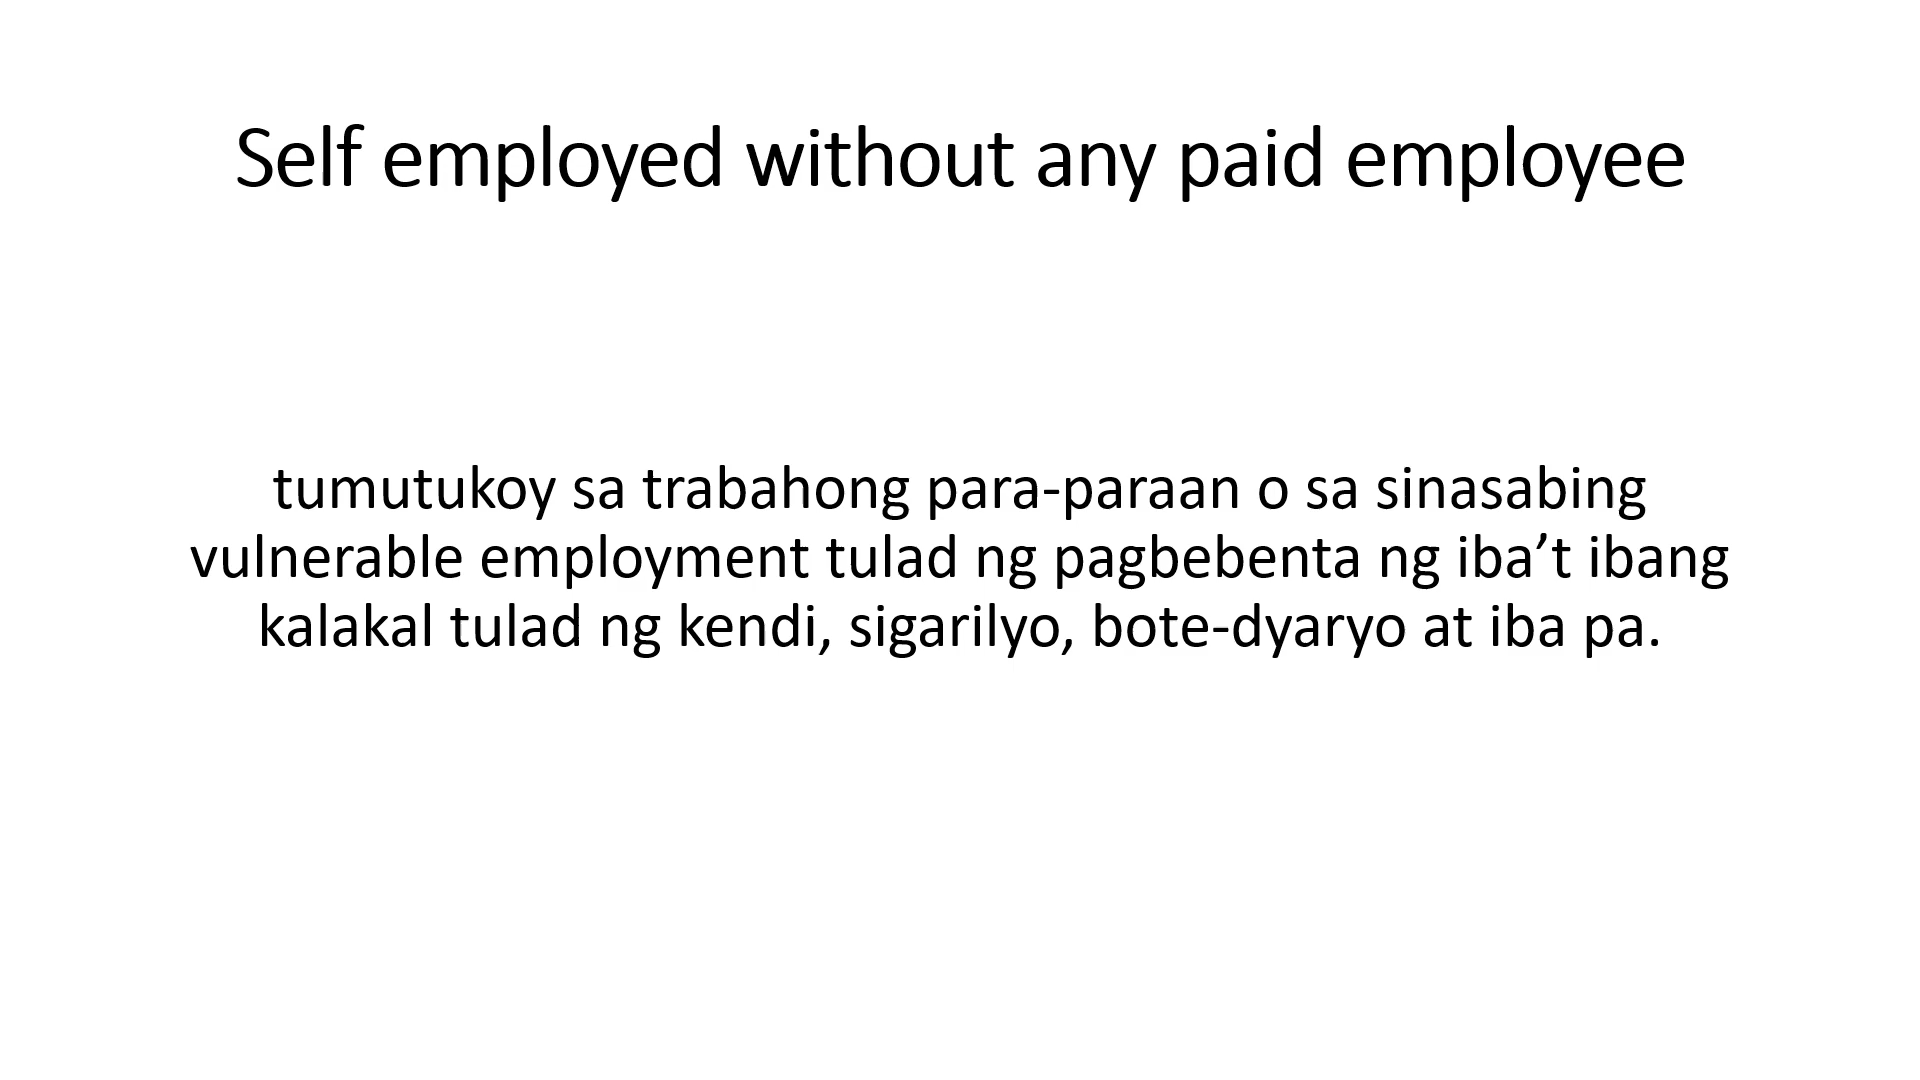 Self employed without any paid employee
tumutukoy sa trabahong para-paraan o sa sinasabing
vulnerable employment tulad ng pagbebenta ng iba’t ibang
kalakal tulad ng kendi, sigarilyo, bote-dyaryo at iba pa.